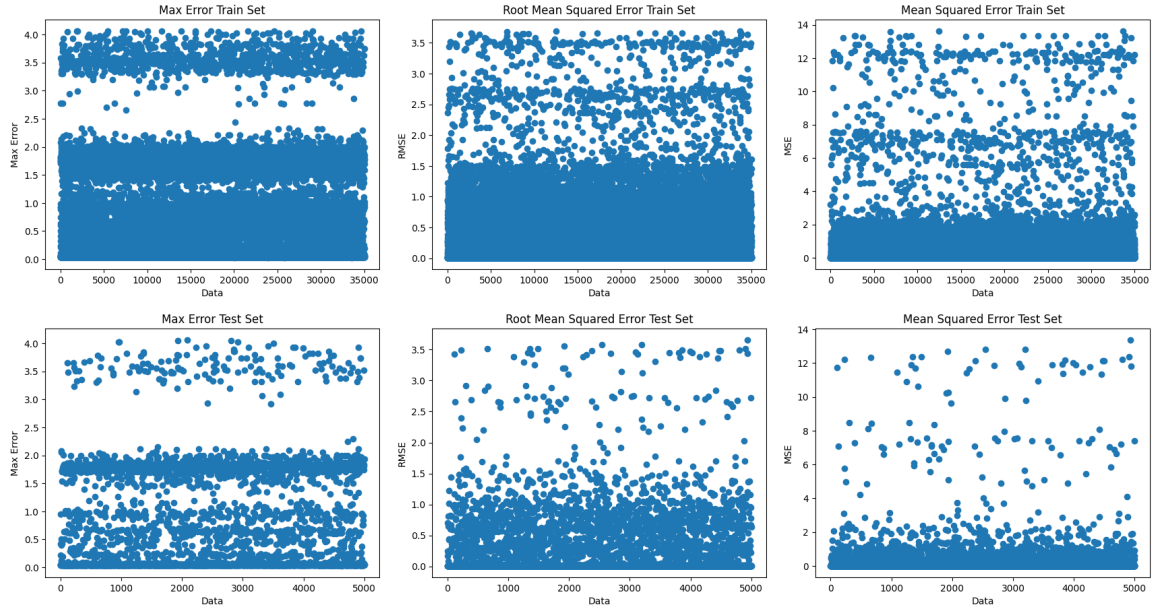 Max Error Train Set
Max Error
4.0
3.5
3.0
2.5
2.0
1.5
1.0
0.5
0.0
0 5000 10000 15000 20000 25000 30000 35000
Data
Root Mean Squared Error Train Set
RMSE
3.5
3.0
2.5
2.0
1.5
1.0
0.5
0.0
0 5000 10000 15000 20000 25000 30000 35000
Data
Mean Squared Error Train Set
MSE
14
12
10
8
6
4
2
0
0 5000 10000 15000 20000 25000 30000 35000
Data
Max Error Test Set
Max Error
4.0
3.5
3.0
2.5
2.0
1.5
1.0
0.5
0.0
0 1000 2000 3000 4000 5000
Data
Root Mean Squared Error Test Set
RMSE
3.5
3.0
2.5
2.0
1.5
1.0
0.5
0.0
0 1000 2000 3000 4000 5000
Data
Mean Squared Error Test Set
MSE
14
12
10
8
6
4
2
0
0 1000 2000 3000 4000 5000
Data